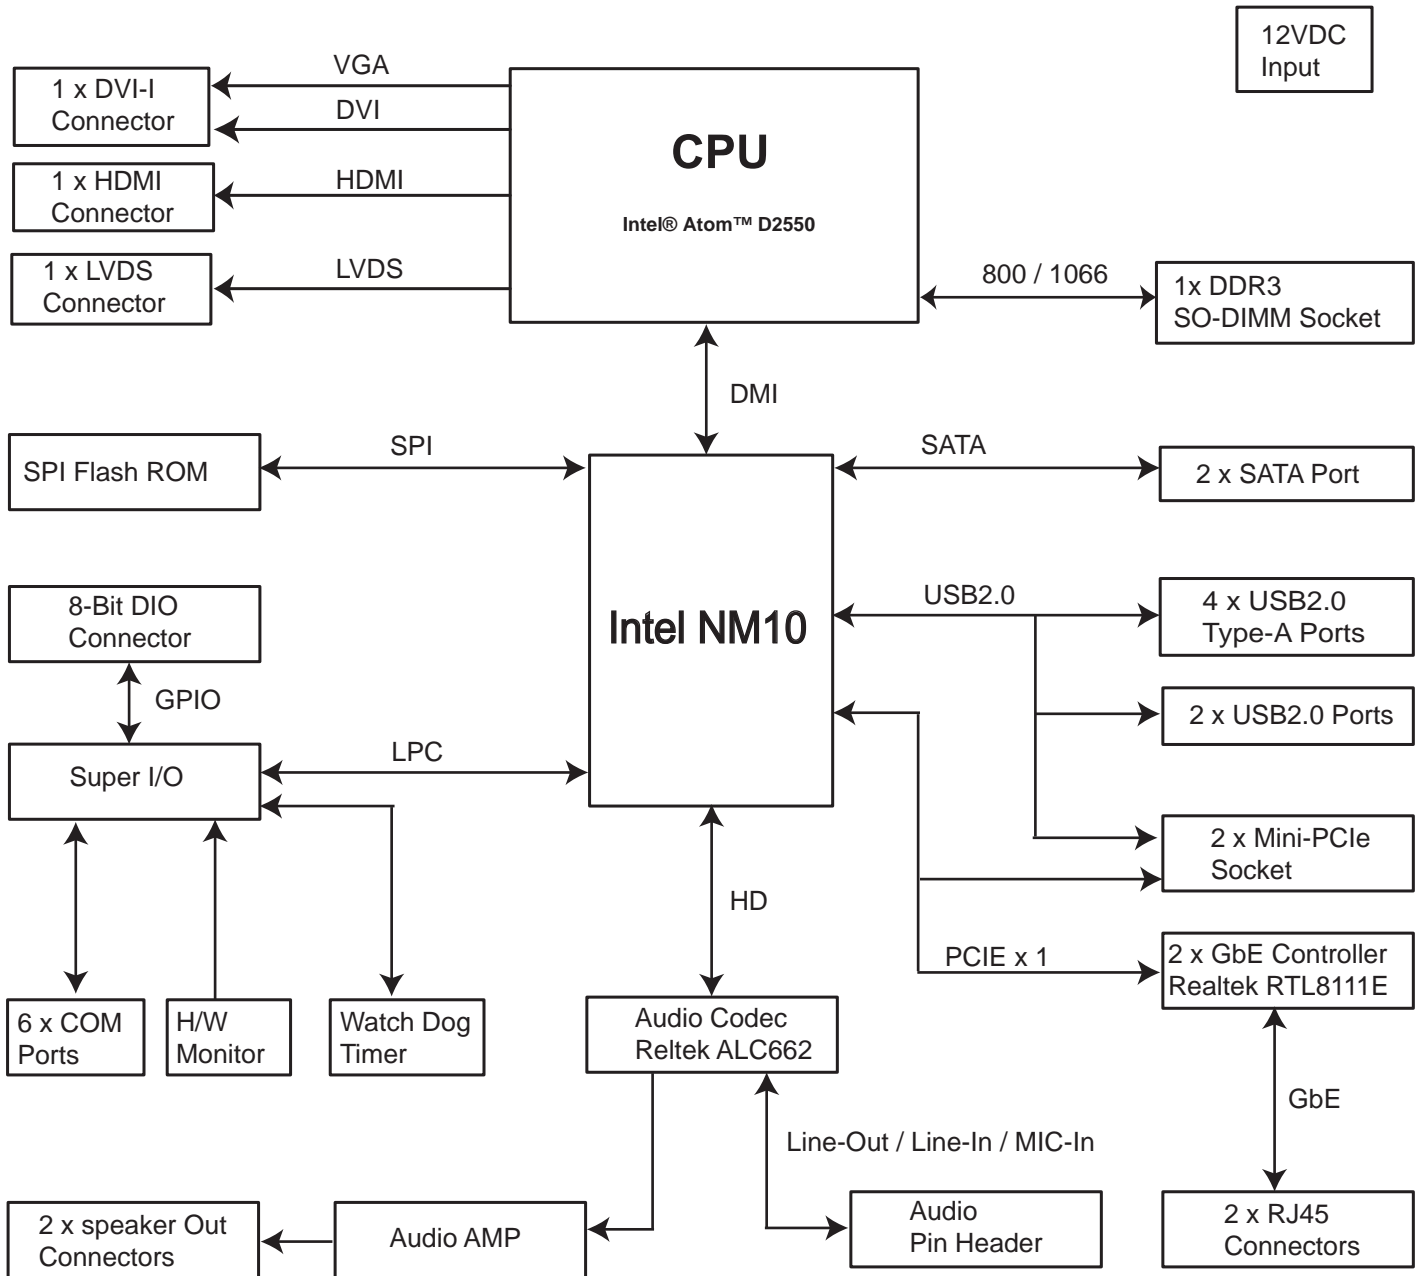 12VDC
Input
VGA
1 x DVI-I
Connector
DVI
CPU
Intel® Atom™ D2550
HDMI
1 x HDMI
Connector
LVDS
1 x LVDS
Connector
800 / 1066
1x DDR3
SO-DIMM Socket
DMI
SPI
SPI Flash ROM
SATA
2 x SATA Port
8-Bit DIO
Connector
Intel NM10
USB2.0
4 x USB2.0
Type-A Ports
GPIO
2 x USB2.0 Ports
Super I/O
LPC
2 x Mini-PCIe
Socket
HD
PCIE x 1
2 x GbE Controller
Realtek RTL8111E
6 x COM
Ports
H/W
Monitor
Watch Dog
Timer
Audio Codec
Reltek ALC662
GbE
Line-Out / Line-In / MIC-In
2 x speaker Out
Connectors
Audio AMP
Audio
Pin Header
2 x RJ45
Connectors